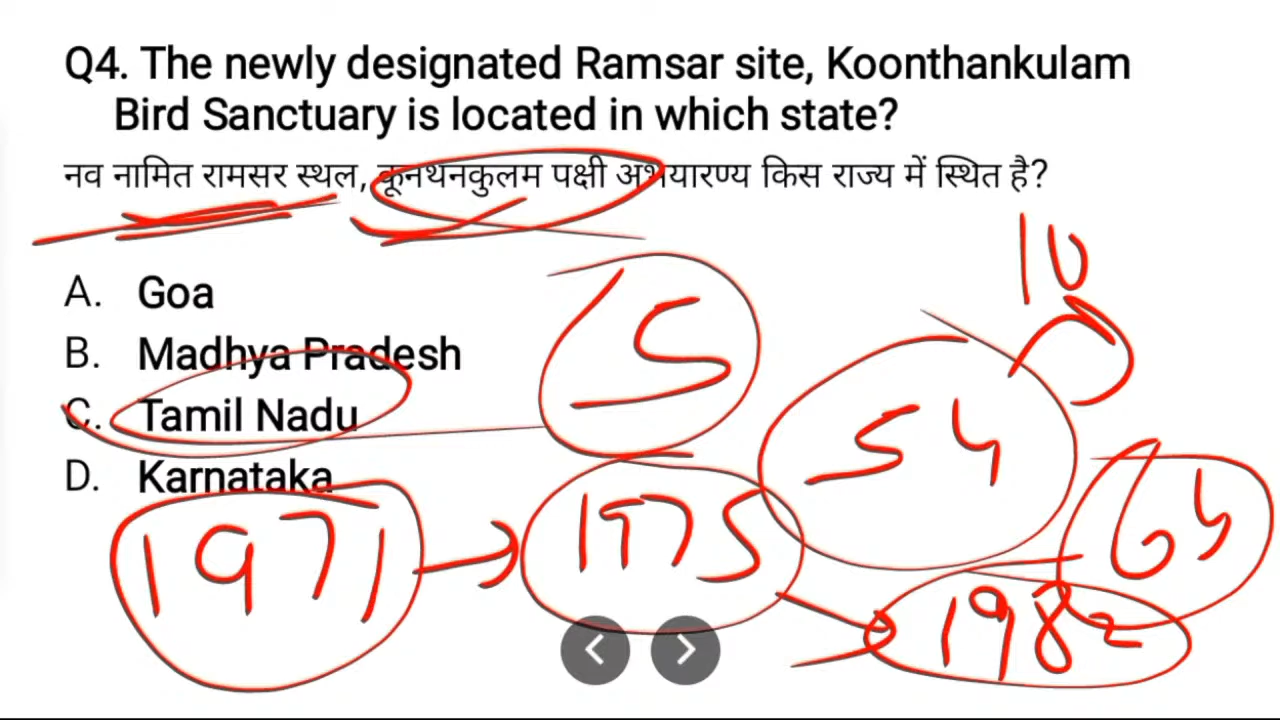 Q4. The newly designated Ramsar site, Koonthankulam
Bird Sanctuary is located in which state?
नव नामित रामसर स्थल, कूनथनकुलम पक्षी अभयारण्य किस राज्य में स्थित है?
A. Goa
B. Madhya Pradesh
C. Tamil Nadu
D. Karnataka
10
15
54
64
1971
1975
1982